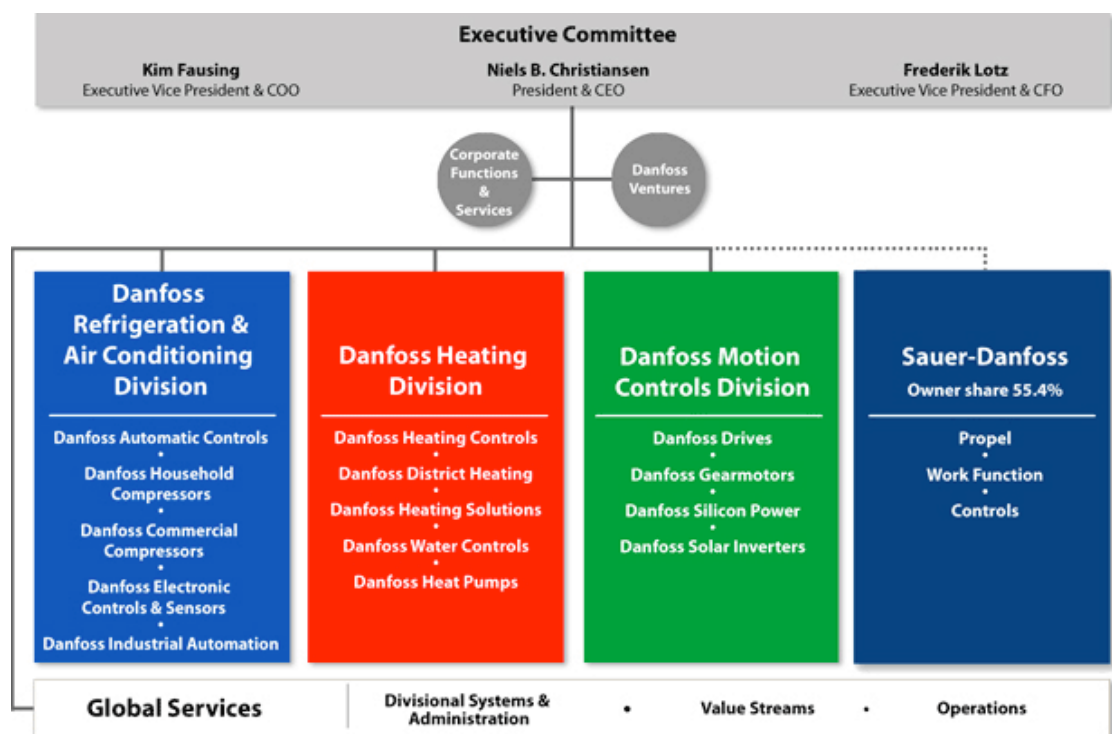 Executive Committee
Kim Fausing
Executive Vice President & COO
Niels B. Christiansen
President & CEO
Frederik Lotz
Executive Vice President & CFO
Corporate
Functions
&
Services
Danfoss
Ventures
Danfoss
Refrigeration &
Air Conditioning
Division
Danfoss Automatic Controls
•
Danfoss Household
Compressors
•
Danfoss Commercial
Compressors
•
Danfoss Electronic
Controls & Sensors
•
Danfoss Industrial Automation
Danfoss Heating
Division
Danfoss Heating Controls
•
Danfoss District Heating
•
Danfoss Heating Solutions
•
Danfoss Water Controls
•
Danfoss Heat Pumps
Danfoss Motion
Controls Division
Danfoss Drives
•
Danfoss Gearmotors
•
Danfoss Silicon Power
•
Danfoss Solar Inverters
Sauer-Danfoss
Owner share 55.4%
Propel
•
Work Function
•
Controls
Global Services
Divisional Systems &
Administration
• Value Streams • Operations